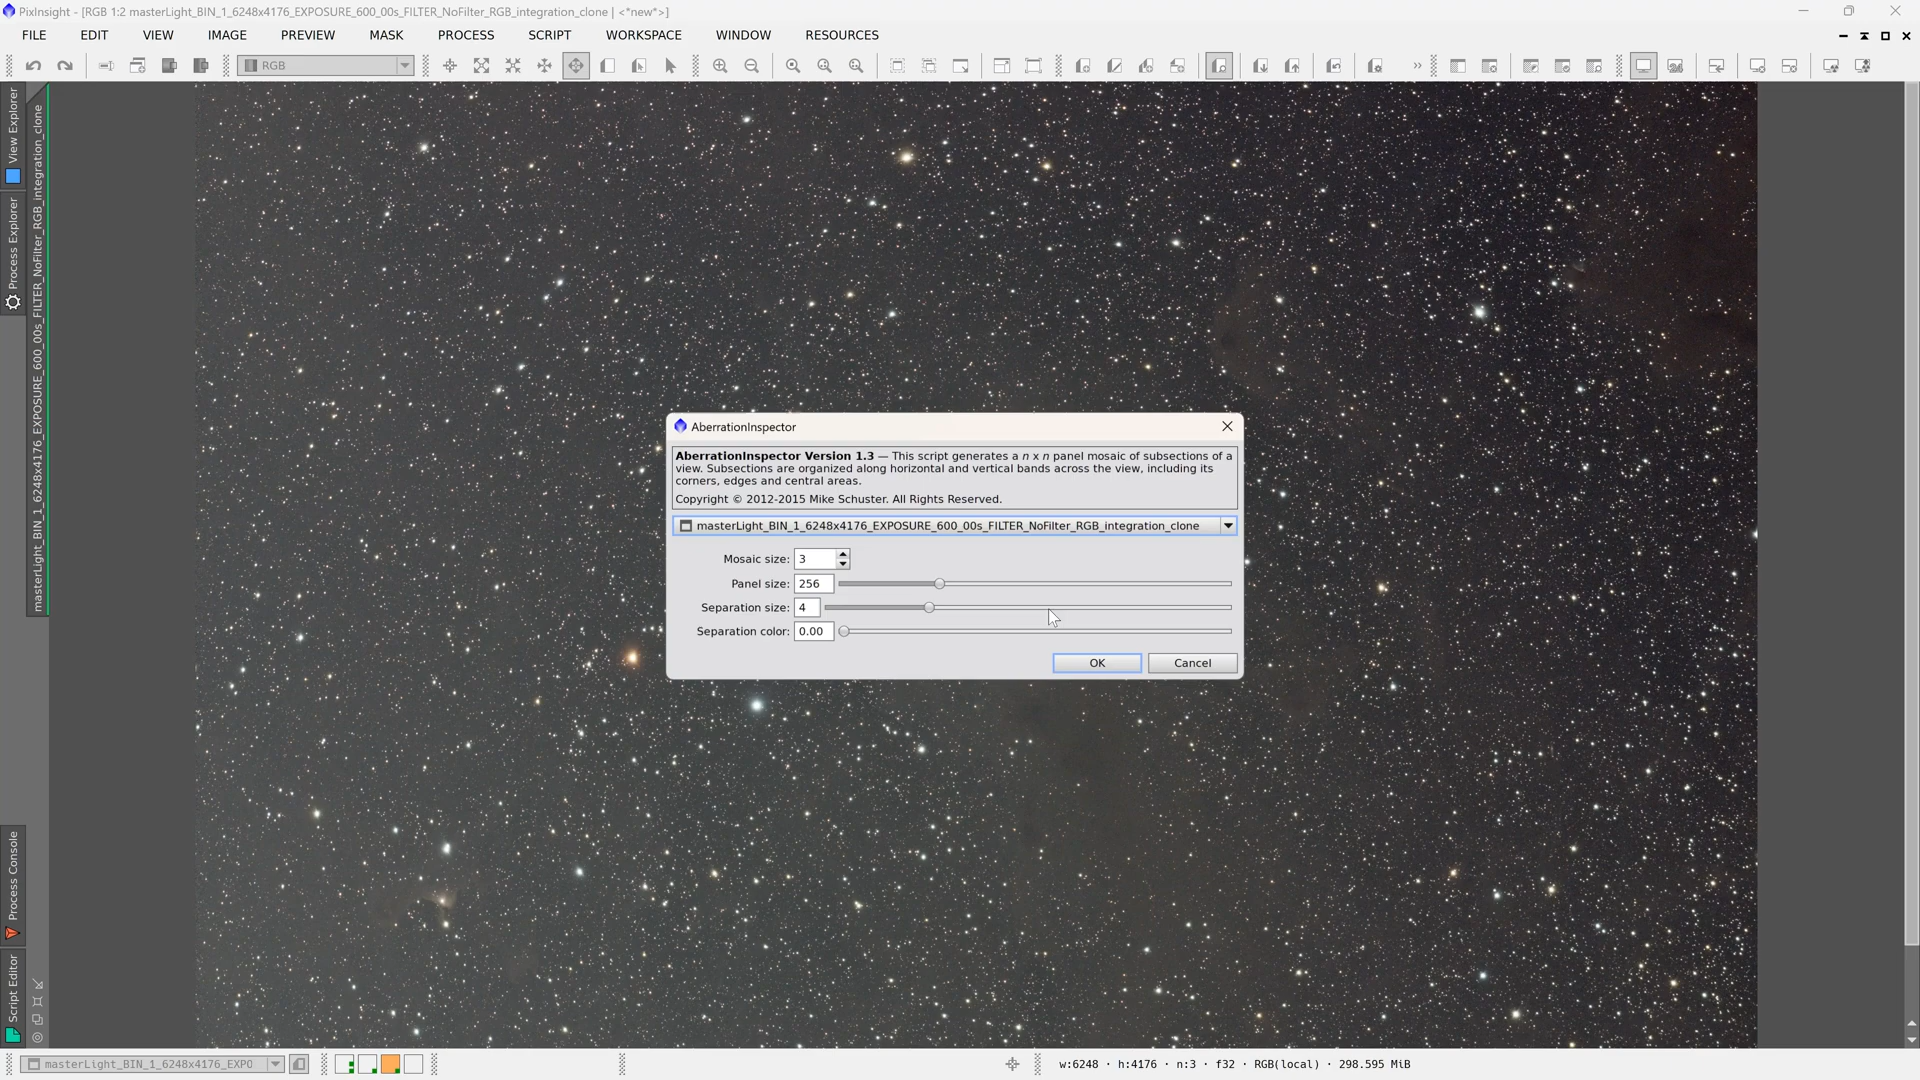 PixInsight - [RGB 1:2 masterLight_BIN_1_6248x4176_EXPOSURE_600_00s_FILTER_NoFilter_RGB_integration_clone | <*new*>]
FILE EDIT VIEW IMAGE PREVIEW MASK PROCESS SCRIPT WORKSPACE WINDOW RESOURCES
RGB
View Explorer
Process Explorer
masterLight_BIN_1_6248x4176_EXPOSURE_600_00s_FILTER_NoFilter_RGB_integration_clone
AberrationInspector
AberrationInspector Version 1.3 — This script generates a n x n panel mosaic of subsections of a
view. Subsections are organized along horizontal and vertical bands across the view, including its
corners, edges and central areas.
Copyright © 2012-2015 Mike Schuster. All Rights Reserved.
masterLight_BIN_1_6248x4176_EXPOSURE_600_00s_FILTER_NoFilter_RGB_integration_clone
Mosaic size: 3
Panel size: 256
Separation size: 4
Separation color: 0.00
OK Cancel
Process Console
Script Editor
masterLight_BIN_1_6248x4176_EXPO
w:6248 · h:4176 · n:3 · f32 · RGB(local) · 298.595 MiB